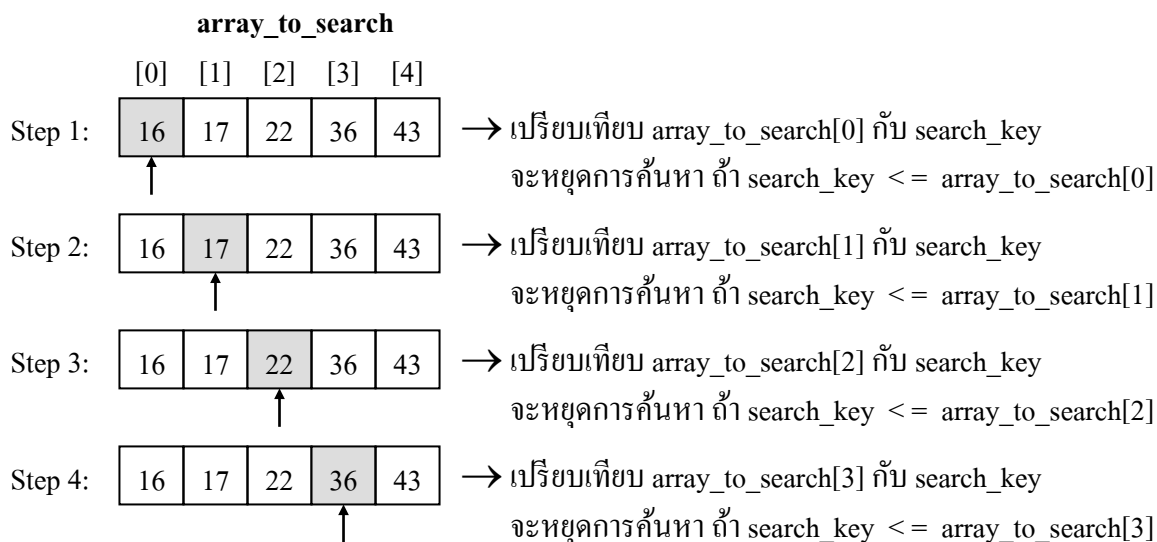 array_to_search
[0] [1] [2] [3] [4]
Step 1: 16 17 22 36 43 → เปรียบเทียบ array_to_search[0] กับ search_key
จะหยุดการค้นหา ถ้า search_key <= array_to_search[0]
Step 2: 16 17 22 36 43 → เปรียบเทียบ array_to_search[1] กับ search_key
จะหยุดการค้นหา ถ้า search_key <= array_to_search[1]
Step 3: 16 17 22 36 43 → เปรียบเทียบ array_to_search[2] กับ search_key
จะหยุดการค้นหา ถ้า search_key <= array_to_search[2]
Step 4: 16 17 22 36 43 → เปรียบเทียบ array_to_search[3] กับ search_key
จะหยุดการค้นหา ถ้า search_key <= array_to_search[3]